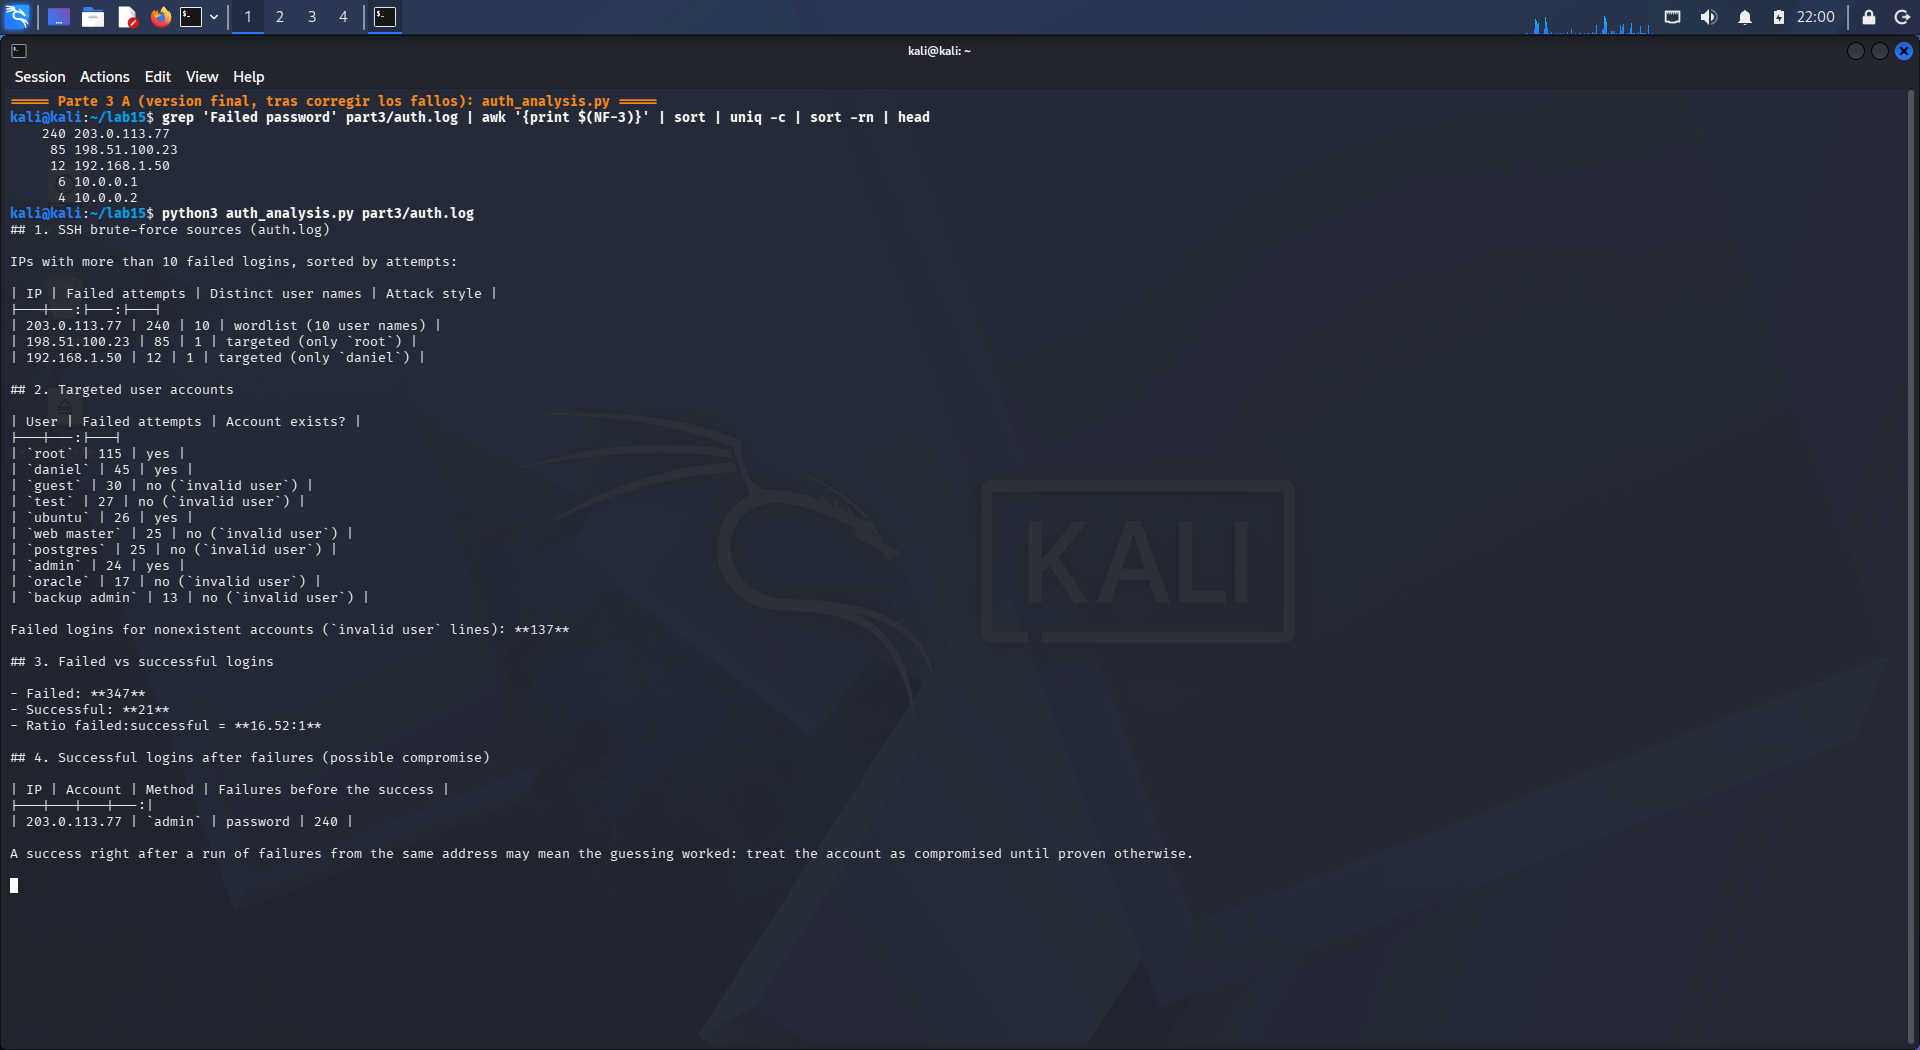 1 2 3 4 22:00
kali@kali: ~
Session Actions Edit View Help
═════ Parte 3 A (version final, tras corregir los fallos): auth_analysis.py ═════
kali@kali:~/lab15$ grep 'Failed password' part3/auth.log | awk '{print $(NF-3)}' | sort | uniq -c | sort -rn | head
240 203.0.113.77
85 198.51.100.23
12 192.168.1.50
6 10.0.0.1
4 10.0.0.2
kali@kali:~/lab15$ python3 auth_analysis.py part3/auth.log
## 1. SSH brute-force sources (auth.log)
IPs with more than 10 failed logins, sorted by attempts:
| IP | Failed attempts | Distinct user names | Attack style |
|---|---:|---:|---|
| 203.0.113.77 | 240 | 10 | wordlist (10 user names) |
| 198.51.100.23 | 85 | 1 | targeted (only `root`) |
| 192.168.1.50 | 12 | 1 | targeted (only `daniel`) |
## 2. Targeted user accounts
| User | Failed attempts | Account exists? |
|---|---:|---|
| `root` | 115 | yes |
| `daniel` | 45 | yes |
| `guest` | 30 | no (`invalid user`) |
| `test` | 27 | no (`invalid user`) |
| `ubuntu` | 26 | yes |
| `web master` | 25 | no (`invalid user`) |
| `postgres` | 25 | no (`invalid user`) |
| `admin` | 24 | yes |
| `oracle` | 17 | no (`invalid user`) |
| `backup admin` | 13 | no (`invalid user`) |
Failed logins for nonexistent accounts (`invalid user` lines): **137**
## 3. Failed vs successful logins
- Failed: **347**
- Successful: **21**
- Ratio failed:successful = **16.52:1**
## 4. Successful logins after failures (possible compromise)
| IP | Account | Method | Failures before the success |
|---|---|---|---:|
| 203.0.113.77 | `admin` | password | 240 |
A success right after a run of failures from the same address may mean the guessing worked: treat the account as compromised until proven otherwise.
KALI